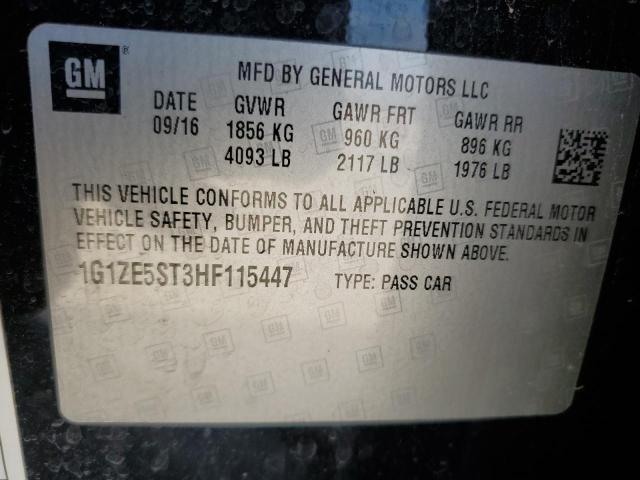 GM ®
MFD BY GENERAL MOTORS LLC
DATE GVWR GAWR FRT GAWR RR
09/16 1856 KG 960 KG 896 KG
4093 LB 2117 LB 1976 LB
THIS VEHICLE CONFORMS TO ALL APPLICABLE U.S. FEDERAL MOTOR
VEHICLE SAFETY, BUMPER, AND THEFT PREVENTION STANDARDS IN
EFFECT ON THE DATE OF MANUFACTURE SHOWN ABOVE.
1G1ZE5ST3HF115447 TYPE: PASS CAR